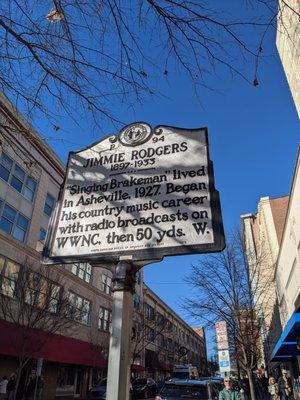 P 94
JIMMIE RODGERS
1897-1933
"Singing Brakeman" lived
in Asheville, 1927. Began
his country music career
with radio broadcasts on
WWNC, then 50 yds. W.